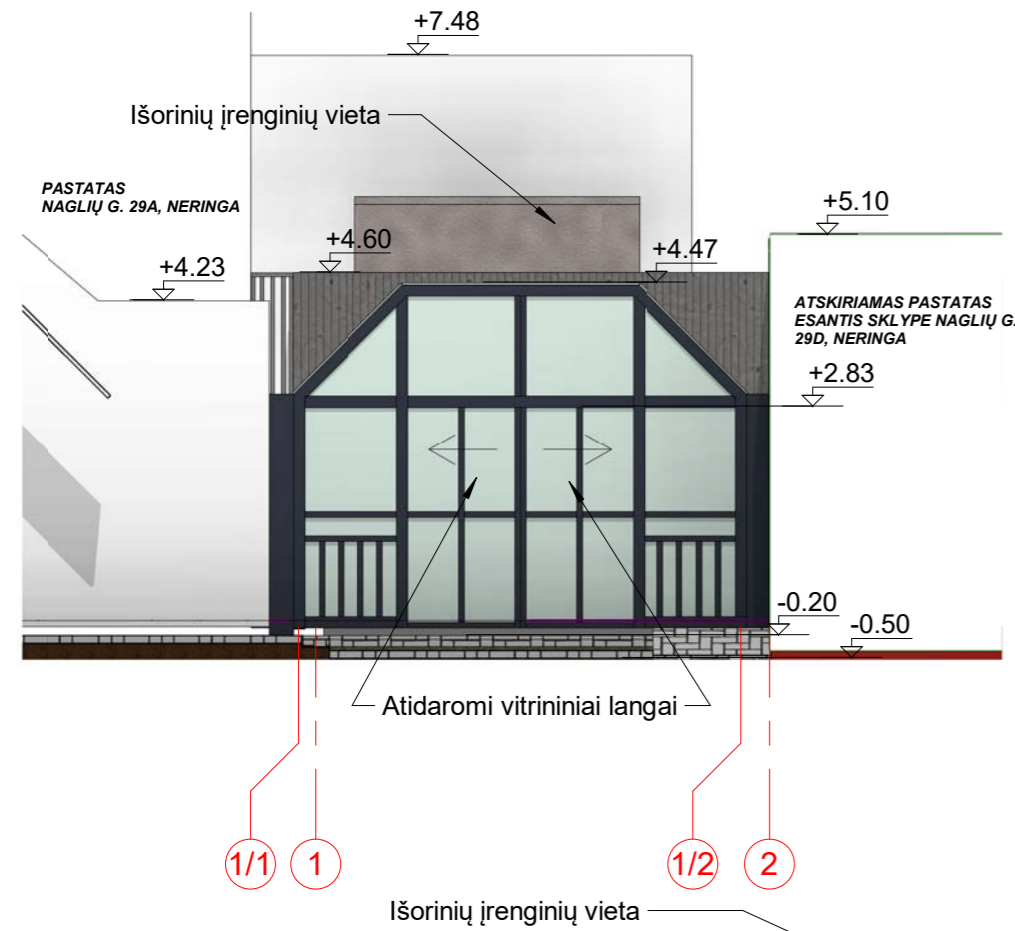 +7.48
Išorinių įrenginių vieta
PASTATAS
NAGLIŲ G. 29A, NERINGA
+5.10
+4.60
+4.47
+4.23
ATSKIRIAMAS PASTATAS
ESANTIS SKLYPE NAGLIŲ G.
29D, NERINGA
+2.83
-0.20
-0.50
Atidaromi vitrininiai langai
1/1 1 1/2 2
Išorinių įrenginių vieta